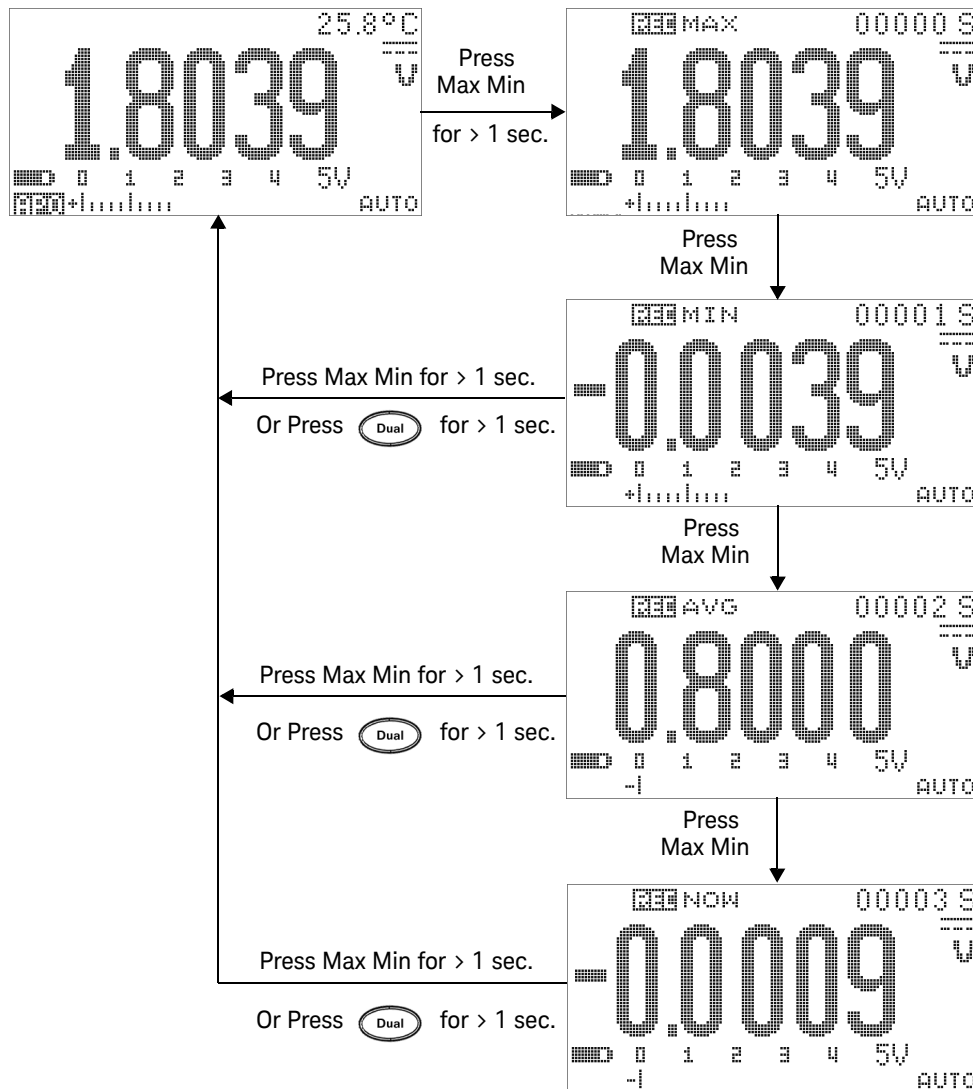 25.8°C
1.8039 V
0 1 2 3 4 5V
APO AUTO
Press
Max Min
for > 1 sec.
REC MAX 00000 S
1.8039 V
0 1 2 3 4 5V
AUTO
Press
Max Min
REC MIN 00001 S
-0.0039 V
0 1 2 3 4 5V
AUTO
Press Max Min for > 1 sec.
Or Press Dual for > 1 sec.
Press
Max Min
REC AVG 00002 S
0.8000 V
0 1 2 3 4 5V
AUTO
Press Max Min for > 1 sec.
Or Press Dual for > 1 sec.
Press
Max Min
REC NOW 00003 S
-0.0009 V
0 1 2 3 4 5V
AUTO
Press Max Min for > 1 sec.
Or Press Dual for > 1 sec.